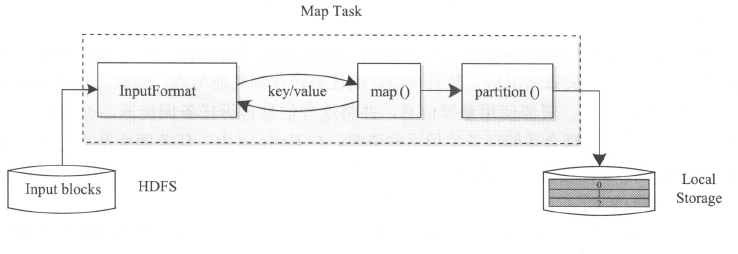 Map Task
InputFormat
key/value
map ()
partition ()
Input blocks
HDFS
0
1
2
Local
Storage